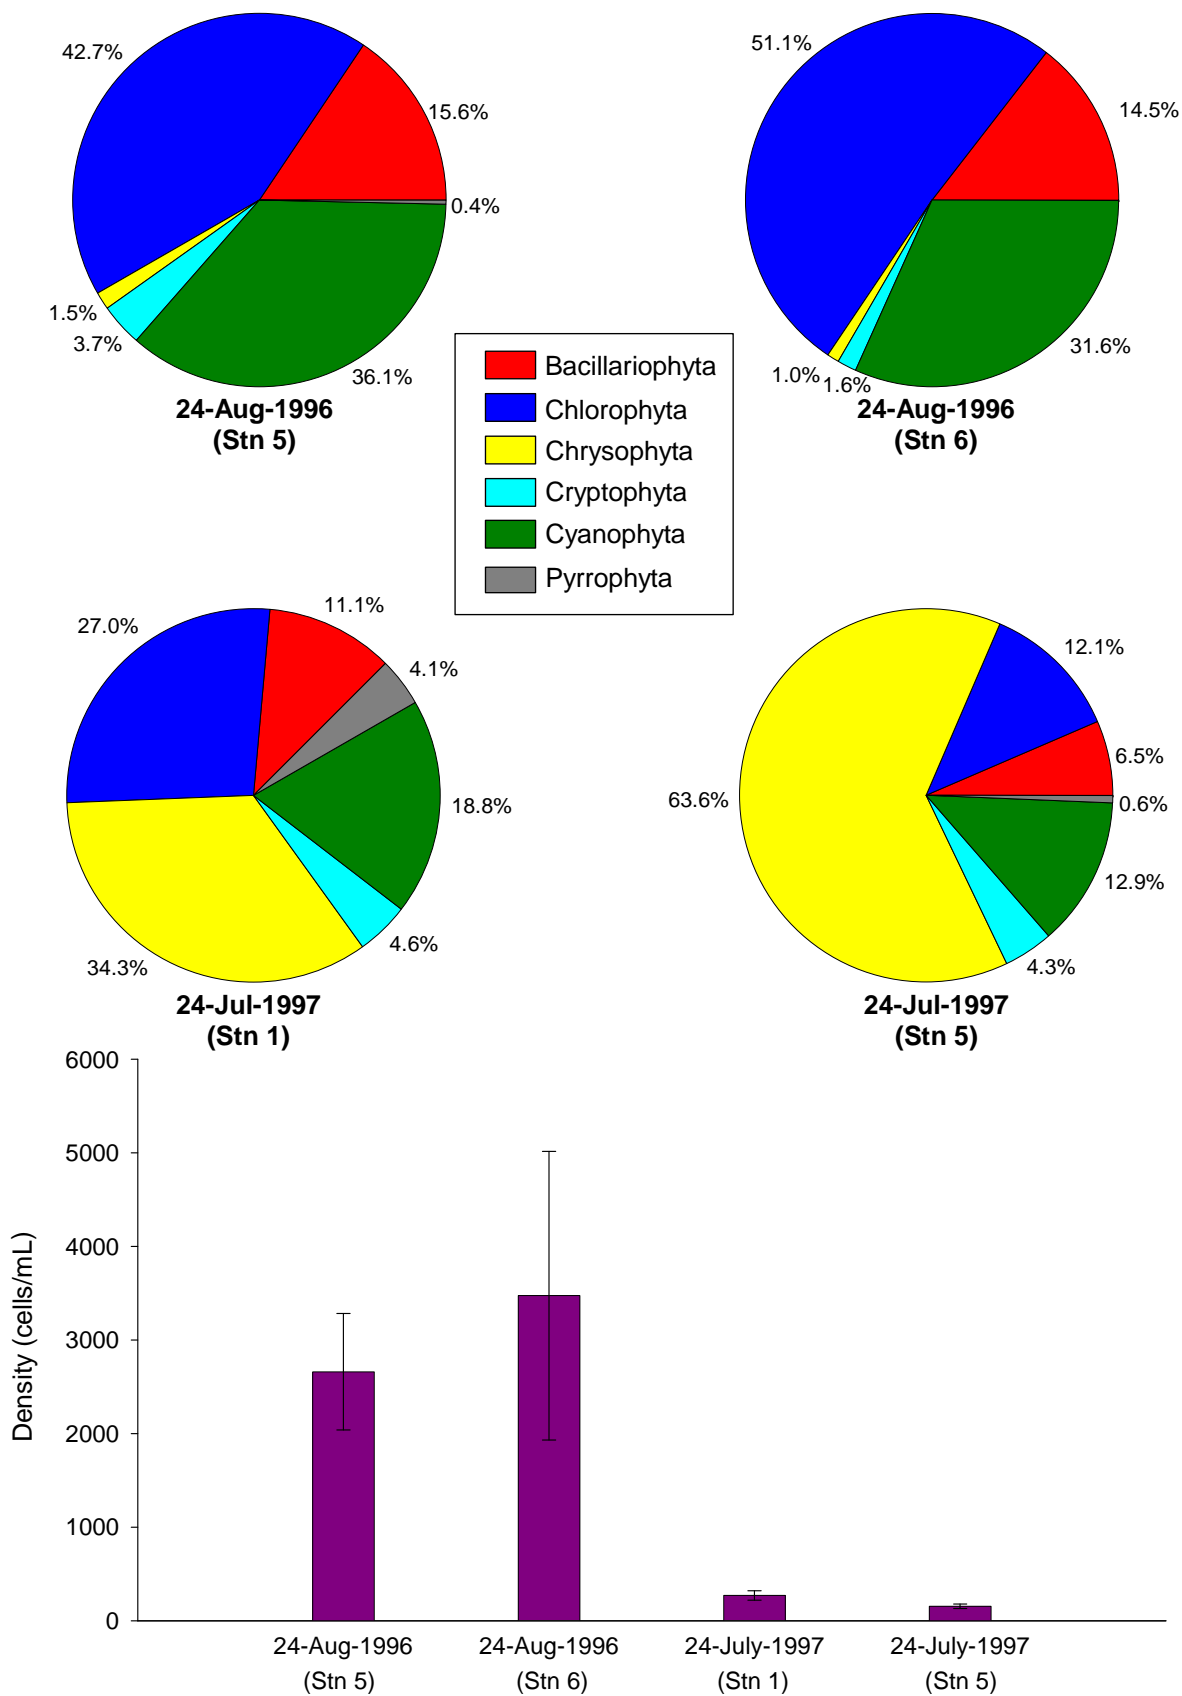 42.7%
15.6%
0.4%
1.5%
3.7%
36.1%
24-Aug-1996
(Stn 5)
51.1%
14.5%
31.6%
1.0%
1.6%
24-Aug-1996
(Stn 6)
Bacillariophyta
Chlorophyta
Chrysophyta
Cryptophyta
Cyanophyta
Pyrrophyta
27.0%
11.1%
4.1%
18.8%
4.6%
34.3%
24-Jul-1997
(Stn 1)
12.1%
6.5%
0.6%
63.6%
12.9%
4.3%
24-Jul-1997
(Stn 5)
Density (cells/mL)
6000
5000
4000
3000
2000
1000
0
24-Aug-1996
(Stn 5)
24-Aug-1996
(Stn 6)
24-July-1997
(Stn 1)
24-July-1997
(Stn 5)